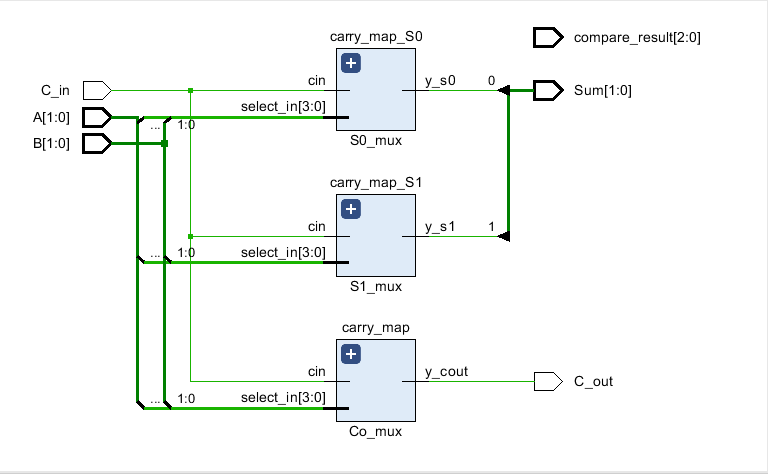 carry_map_S0
compare_result[2:0]
C_in
cin
y_s0
0
Sum[1:0]
A[1:0]
select_in[3:0]
... 1:0
B[1:0]
S0_mux
carry_map_S1
cin
y_s1
1
... 1:0
select_in[3:0]
S1_mux
carry_map
cin
y_cout
C_out
... 1:0
select_in[3:0]
Co_mux